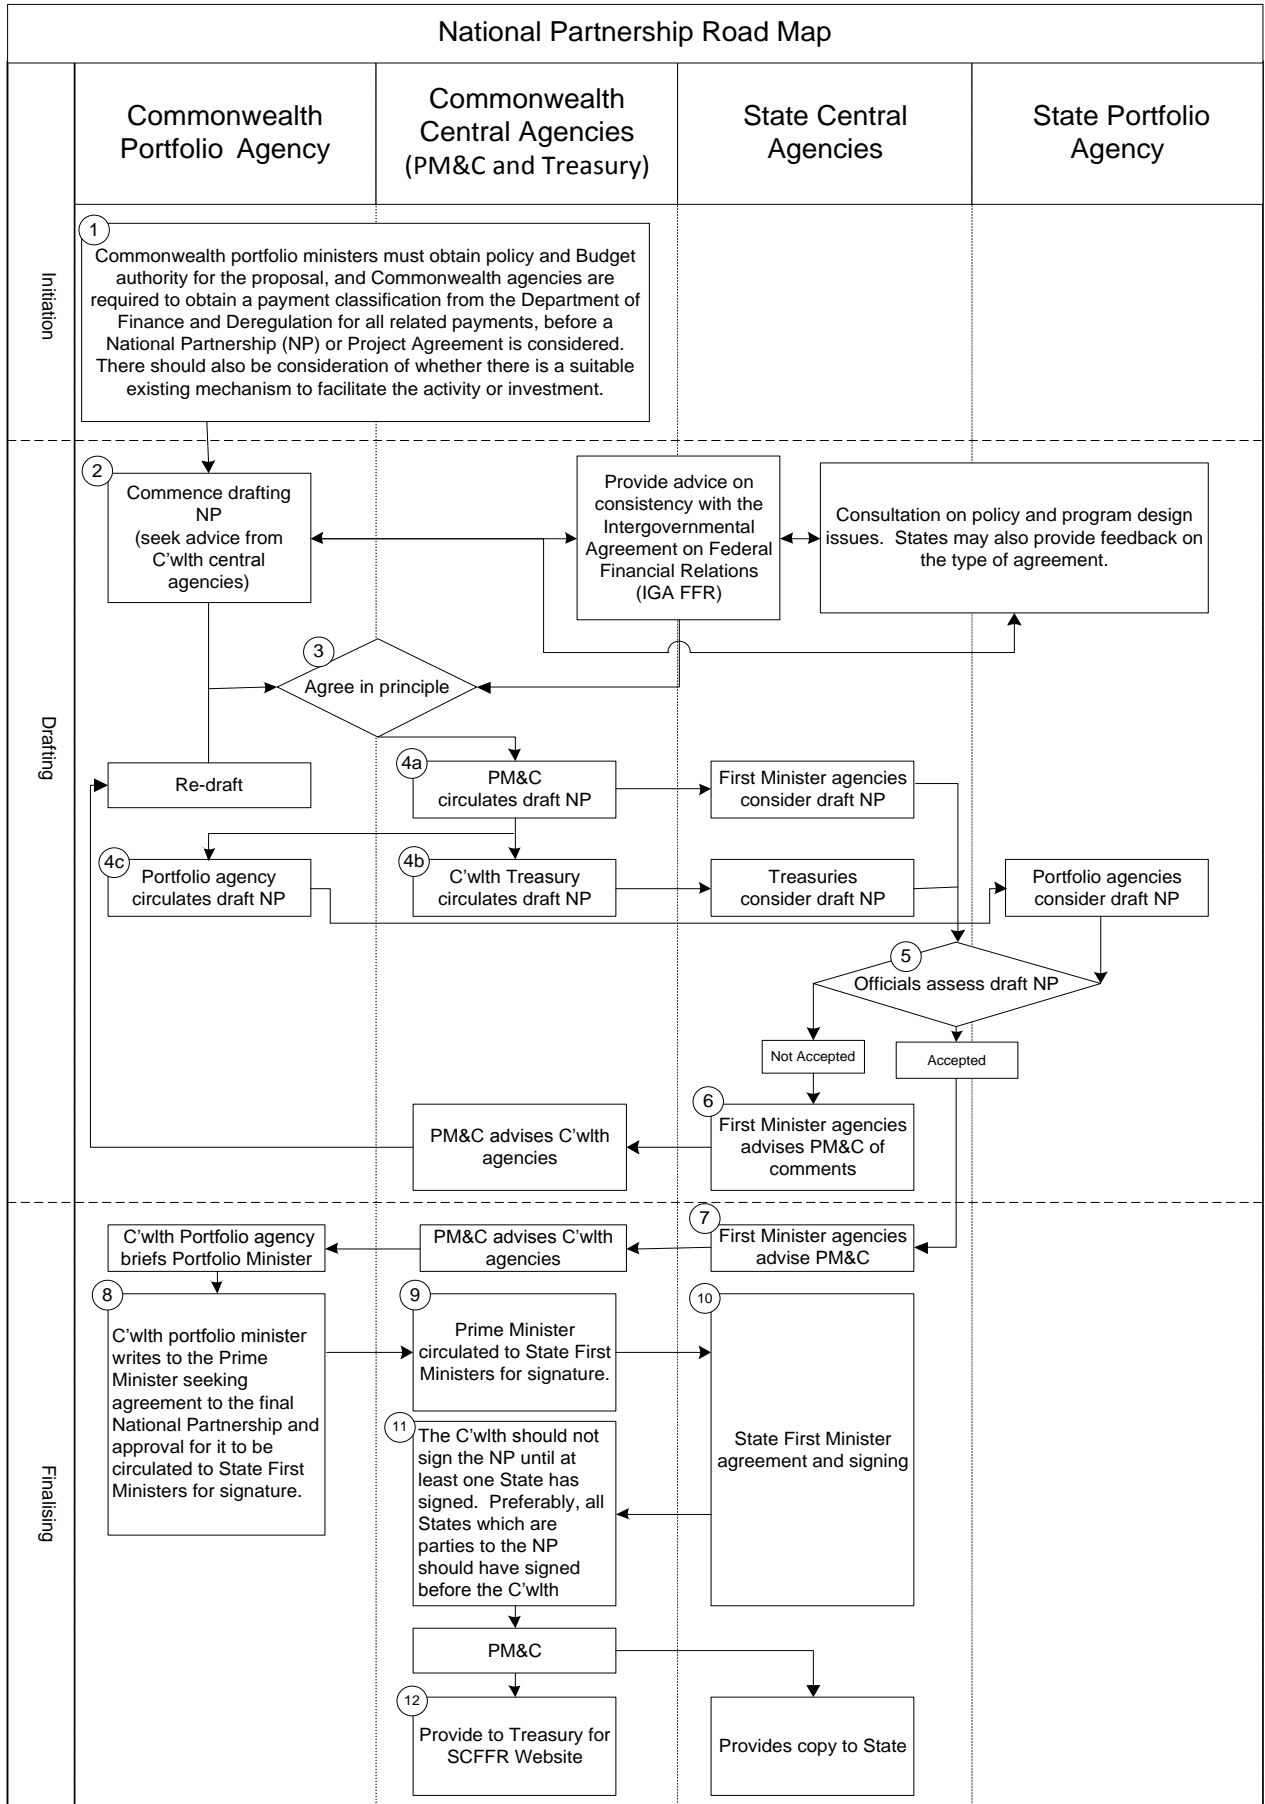 National Partnership Road Map
Commonwealth
Portfolio Agency
Commonwealth
Central Agencies
(PM&C and Treasury)
State Central
Agencies
State Portfolio
Agency
Initiation
1
Commonwealth portfolio ministers must obtain policy and Budget
authority for the proposal, and Commonwealth agencies are
required to obtain a payment classification from the Department of
Finance and Deregulation for all related payments, before a
National Partnership (NP) or Project Agreement is considered.
There should also be consideration of whether there is a suitable
existing mechanism to facilitate the activity or investment.
Drafting
2
Commence drafting
NP
(seek advice from
C'wlth central
agencies)
Provide advice on
consistency with the
Intergovernmental
Agreement on Federal
Financial Relations
(IGA FFR)
Consultation on policy and program design
issues. States may also provide feedback on
the type of agreement.
3
Agree in principle
Re-draft
4a
PM&C
circulates draft NP
First Minister agencies
consider draft NP
4c
Portfolio agency
circulates draft NP
4b
C'wlth Treasury
circulates draft NP
Treasuries
consider draft NP
Portfolio agencies
consider draft NP
5
Officials assess draft NP
Not Accepted
Accepted
6
First Minister agencies
advises PM&C of
comments
PM&C advises C'wlth
agencies
Finalising
7
First Minister agencies
advise PM&C
PM&C advises C'wlth
agencies
C'wlth Portfolio agency
briefs Portfolio Minister
8
C'wlth portfolio minister
writes to the Prime
Minister seeking
agreement to the final
National Partnership and
approval for it to be
circulated to State First
Ministers for signature.
9
Prime Minister
circulated to State First
Ministers for signature.
10
State First Minister
agreement and signing
11
The C'wlth should not
sign the NP until at
least one State has
signed. Preferably, all
States which are
parties to the NP
should have signed
before the C'wlth
PM&C
12
Provide to Treasury for
SCFFR Website
Provides copy to State